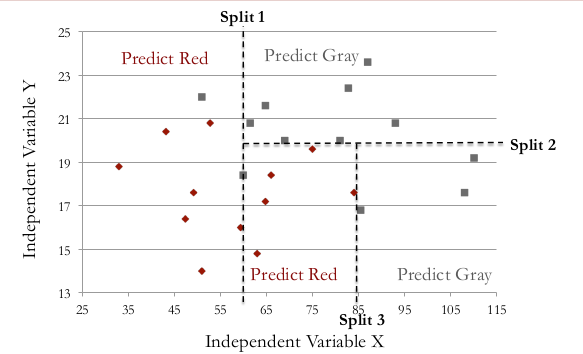 Split 1
25
Predict Red
Predict Gray
23
21
Split 2
19
17
15
Predict Red
Predict Gray
13
25 35 45 55 65 75 85 95 105 115
Split 3
Independent Variable X
Independent Variable Y